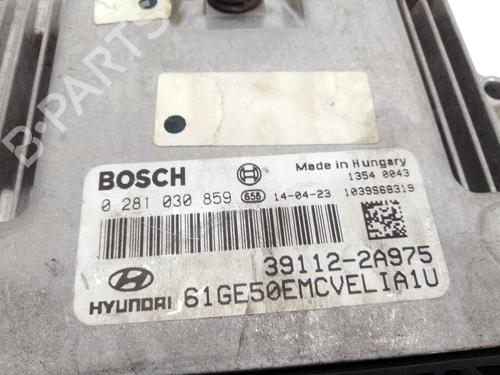 B-PARTS
BOSCH
Made in Hungary
1354 0043
0 281 030 859 658 14-04-23 1039S68319
39112-2A975
HYUNDAI 61GE50EMCVELIA1U